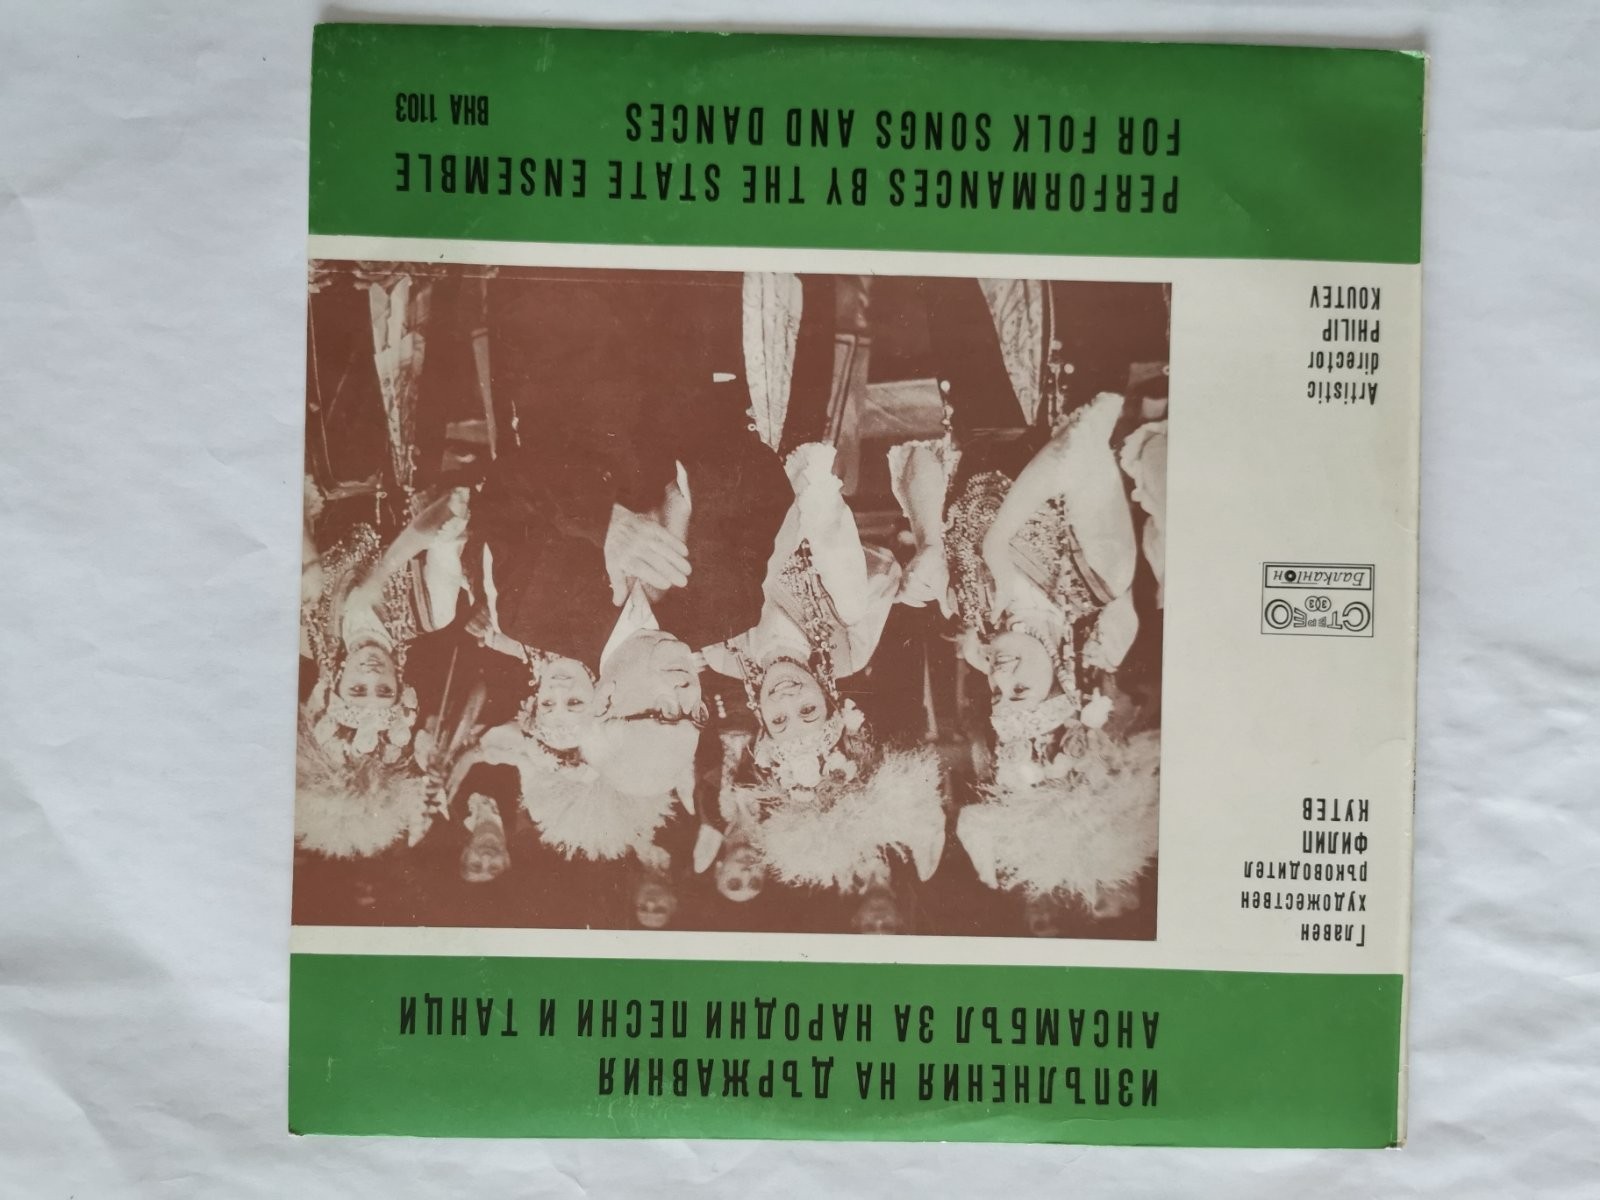 ИЗПЪЛНЕНИЯ НА ДЪРЖАВНИЯ
АНСАМБЪЛ ЗА НАРОДНИ ПЕСНИ И ТАНЦИ
Главен
художествен
ръководител
ФИЛИП
КУТЕВ
СТЕРЕО
33
Балкантон
Artistic
director
PHILIP
KOUTEV
PERFORMANCES BY THE STATE ENSEMBLE
FOR FOLK SONGS AND DANCES
ВНА 1103